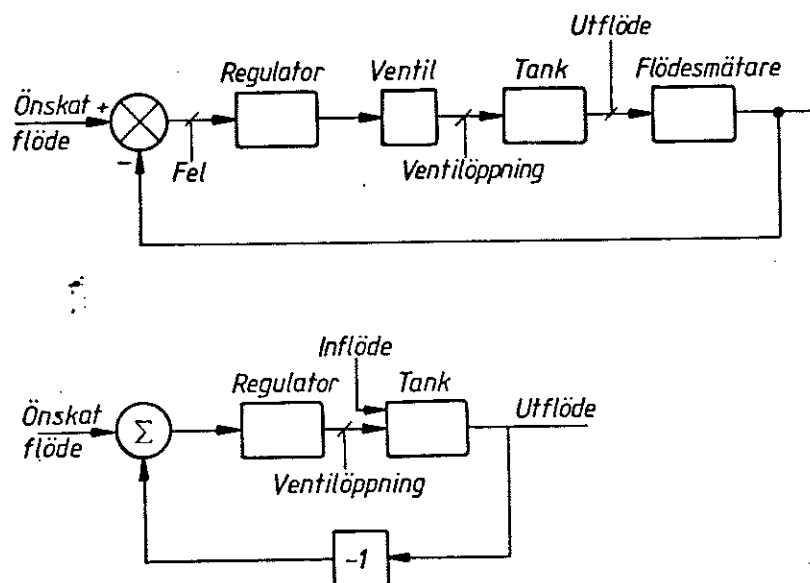 Utflöde
Regulator
Ventil
Tank
Flödesmätare
Önskat +
flöde
-
Fel
Ventilöppning
Inflöde
Regulator
Tank
Önskat
flöde
Σ
Utflöde
Ventilöppning
-1